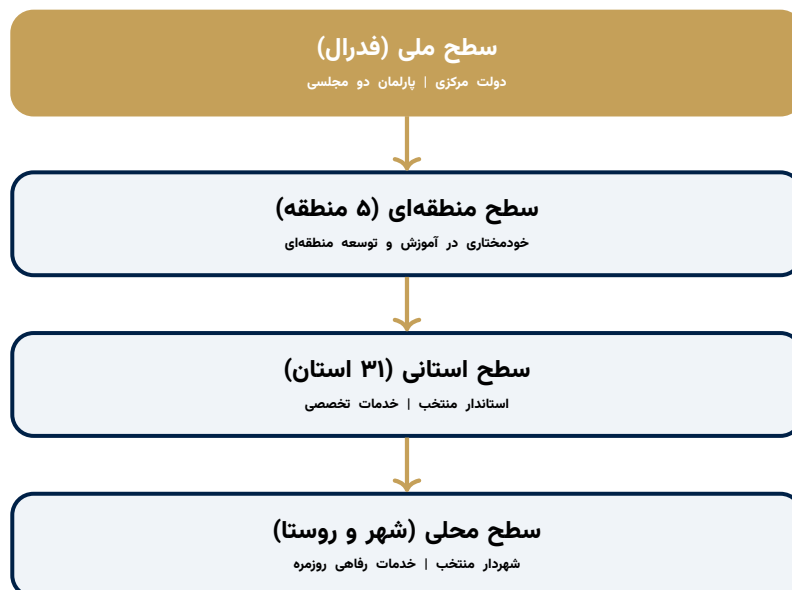 سطح ملی (فدرال)
دولت مرکزی | پارلمان دو مجلسی
سطح منطقه‌ای (۵ منطقه)
خودمختاری در آموزش و توسعه منطقه‌ای
سطح استانی (۳۱ استان)
استاندار منتخب | خدمات تخصصی
سطح محلی (شهر و روستا)
شهردار منتخب | خدمات رفاهی روزمره